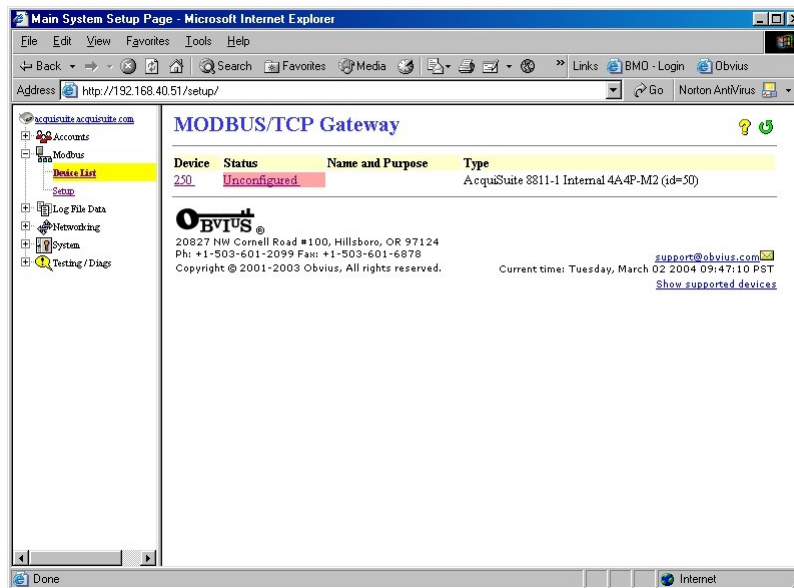 Main System Setup Page - Microsoft Internet Explorer
File Edit View Favorites Tools Help
Back Search Favorites Media » Links BMO - Login Obvius
Address http://192.168.40.51/setup/ Go Norton AntiVirus
acquisuite.acquisuite.com
Accounts
Modbus
Device List
Setup
Log File Data
Networking
System
Testing / Diags
MODBUS/TCP Gateway
Device Status Name and Purpose Type
250 Unconfigured AcquiSuite 8811-1 Internal 4A4P-M2 (id=50)
OBVIUS ®
20827 NW Cornell Road #100, Hillsboro, OR 97124
Ph: +1-503-601-2099 Fax: +1-503-601-6878
Copyright © 2001-2003 Obvius, All rights reserved.
support@obvius.com
Current time: Tuesday, March 02 2004 09:47:10 PST
Show supported devices
Done Internet